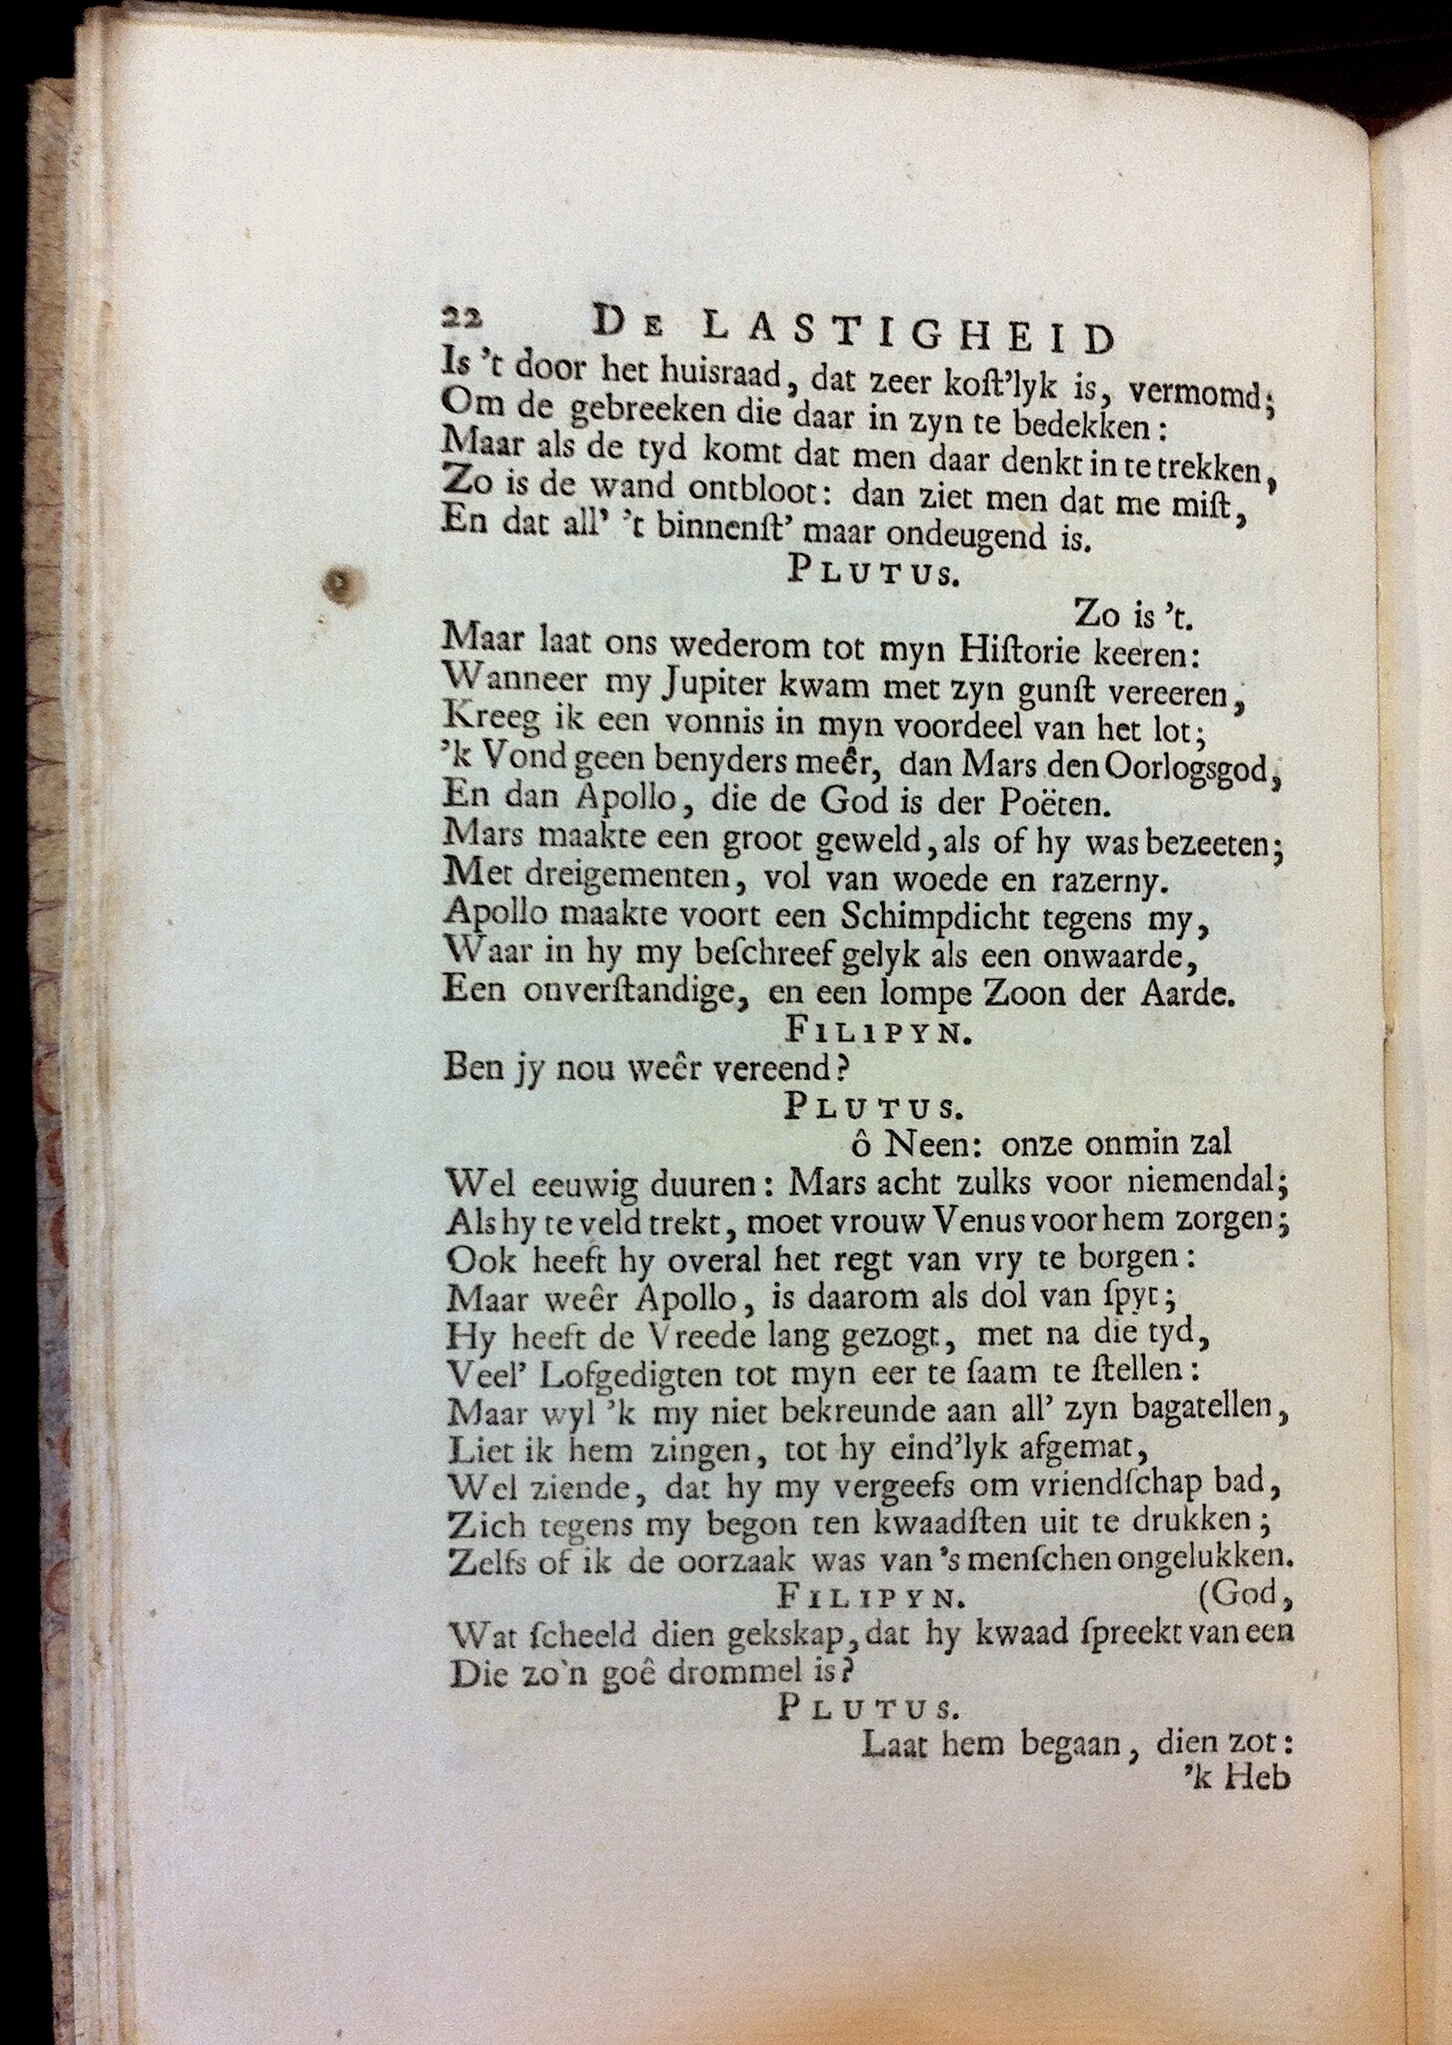 22 DE LASTIGHEID
Is 't door het huisraad, dat zeer koſt'lyk is, vermomd;
Om de gebreeken die daar in zyn te bedekken:
Maar als de tyd komt dat men daar denkt in te trekken,
Zo is de wand ontbloot: dan ziet men dat me miſt,
En dat all' 't binnenſt' maar ondeugend is.
PLUTUS.
Zo is 't.
Maar laat ons wederom tot myn Hiſtorie keeren:
Wanneer my Jupiter kwam met zyn gunſt vereeren,
Kreeg ik een vonnis in myn voordeel van het lot;
'k Vond geen benyders meêr, dan Mars den Oorlogsgod,
En dan Apollo, die de God is der Poëten.
Mars maakte een groot geweld, als of hy was bezeeten;
Met dreigementen, vol van woede en razerny.
Apollo maakte voort een Schimpdicht tegens my,
Waar in hy my beſchreef gelyk als een onwaarde,
Een onverſtandige, en een lompe Zoon der Aarde.
FILIPYN.
Ben jy nou weêr vereend?
PLUTUS.
ô Neen: onze onmin zal
Wel eeuwig duuren: Mars acht zulks voor niemendal;
Als hy te veld trekt, moet vrouw Venus voor hem zorgen;
Ook heeft hy overal het regt van vry te borgen:
Maar weêr Apollo, is daarom als dol van ſpyt;
Hy heeft de Vreede lang gezogt, met na die tyd,
Veel' Lofgedigten tot myn eer te ſaam te ſtellen:
Maar wyl 'k my niet bekreunde aan all' zyn bagatellen,
Liet ik hem zingen, tot hy eind'lyk afgemat,
Wel ziende, dat hy my vergeefs om vriendſchap bad,
Zich tegens my begon ten kwaadſten uit te drukken;
Zelfs of ik de oorzaak was van 's menſchen ongelukken.
FILIPYN. (God,
Wat ſcheeld dien gekskap, dat hy kwaad ſpreekt van een
Die zo'n goê drommel is?
PLUTUS.
Laat hem begaan, dien zot:
'k Heb